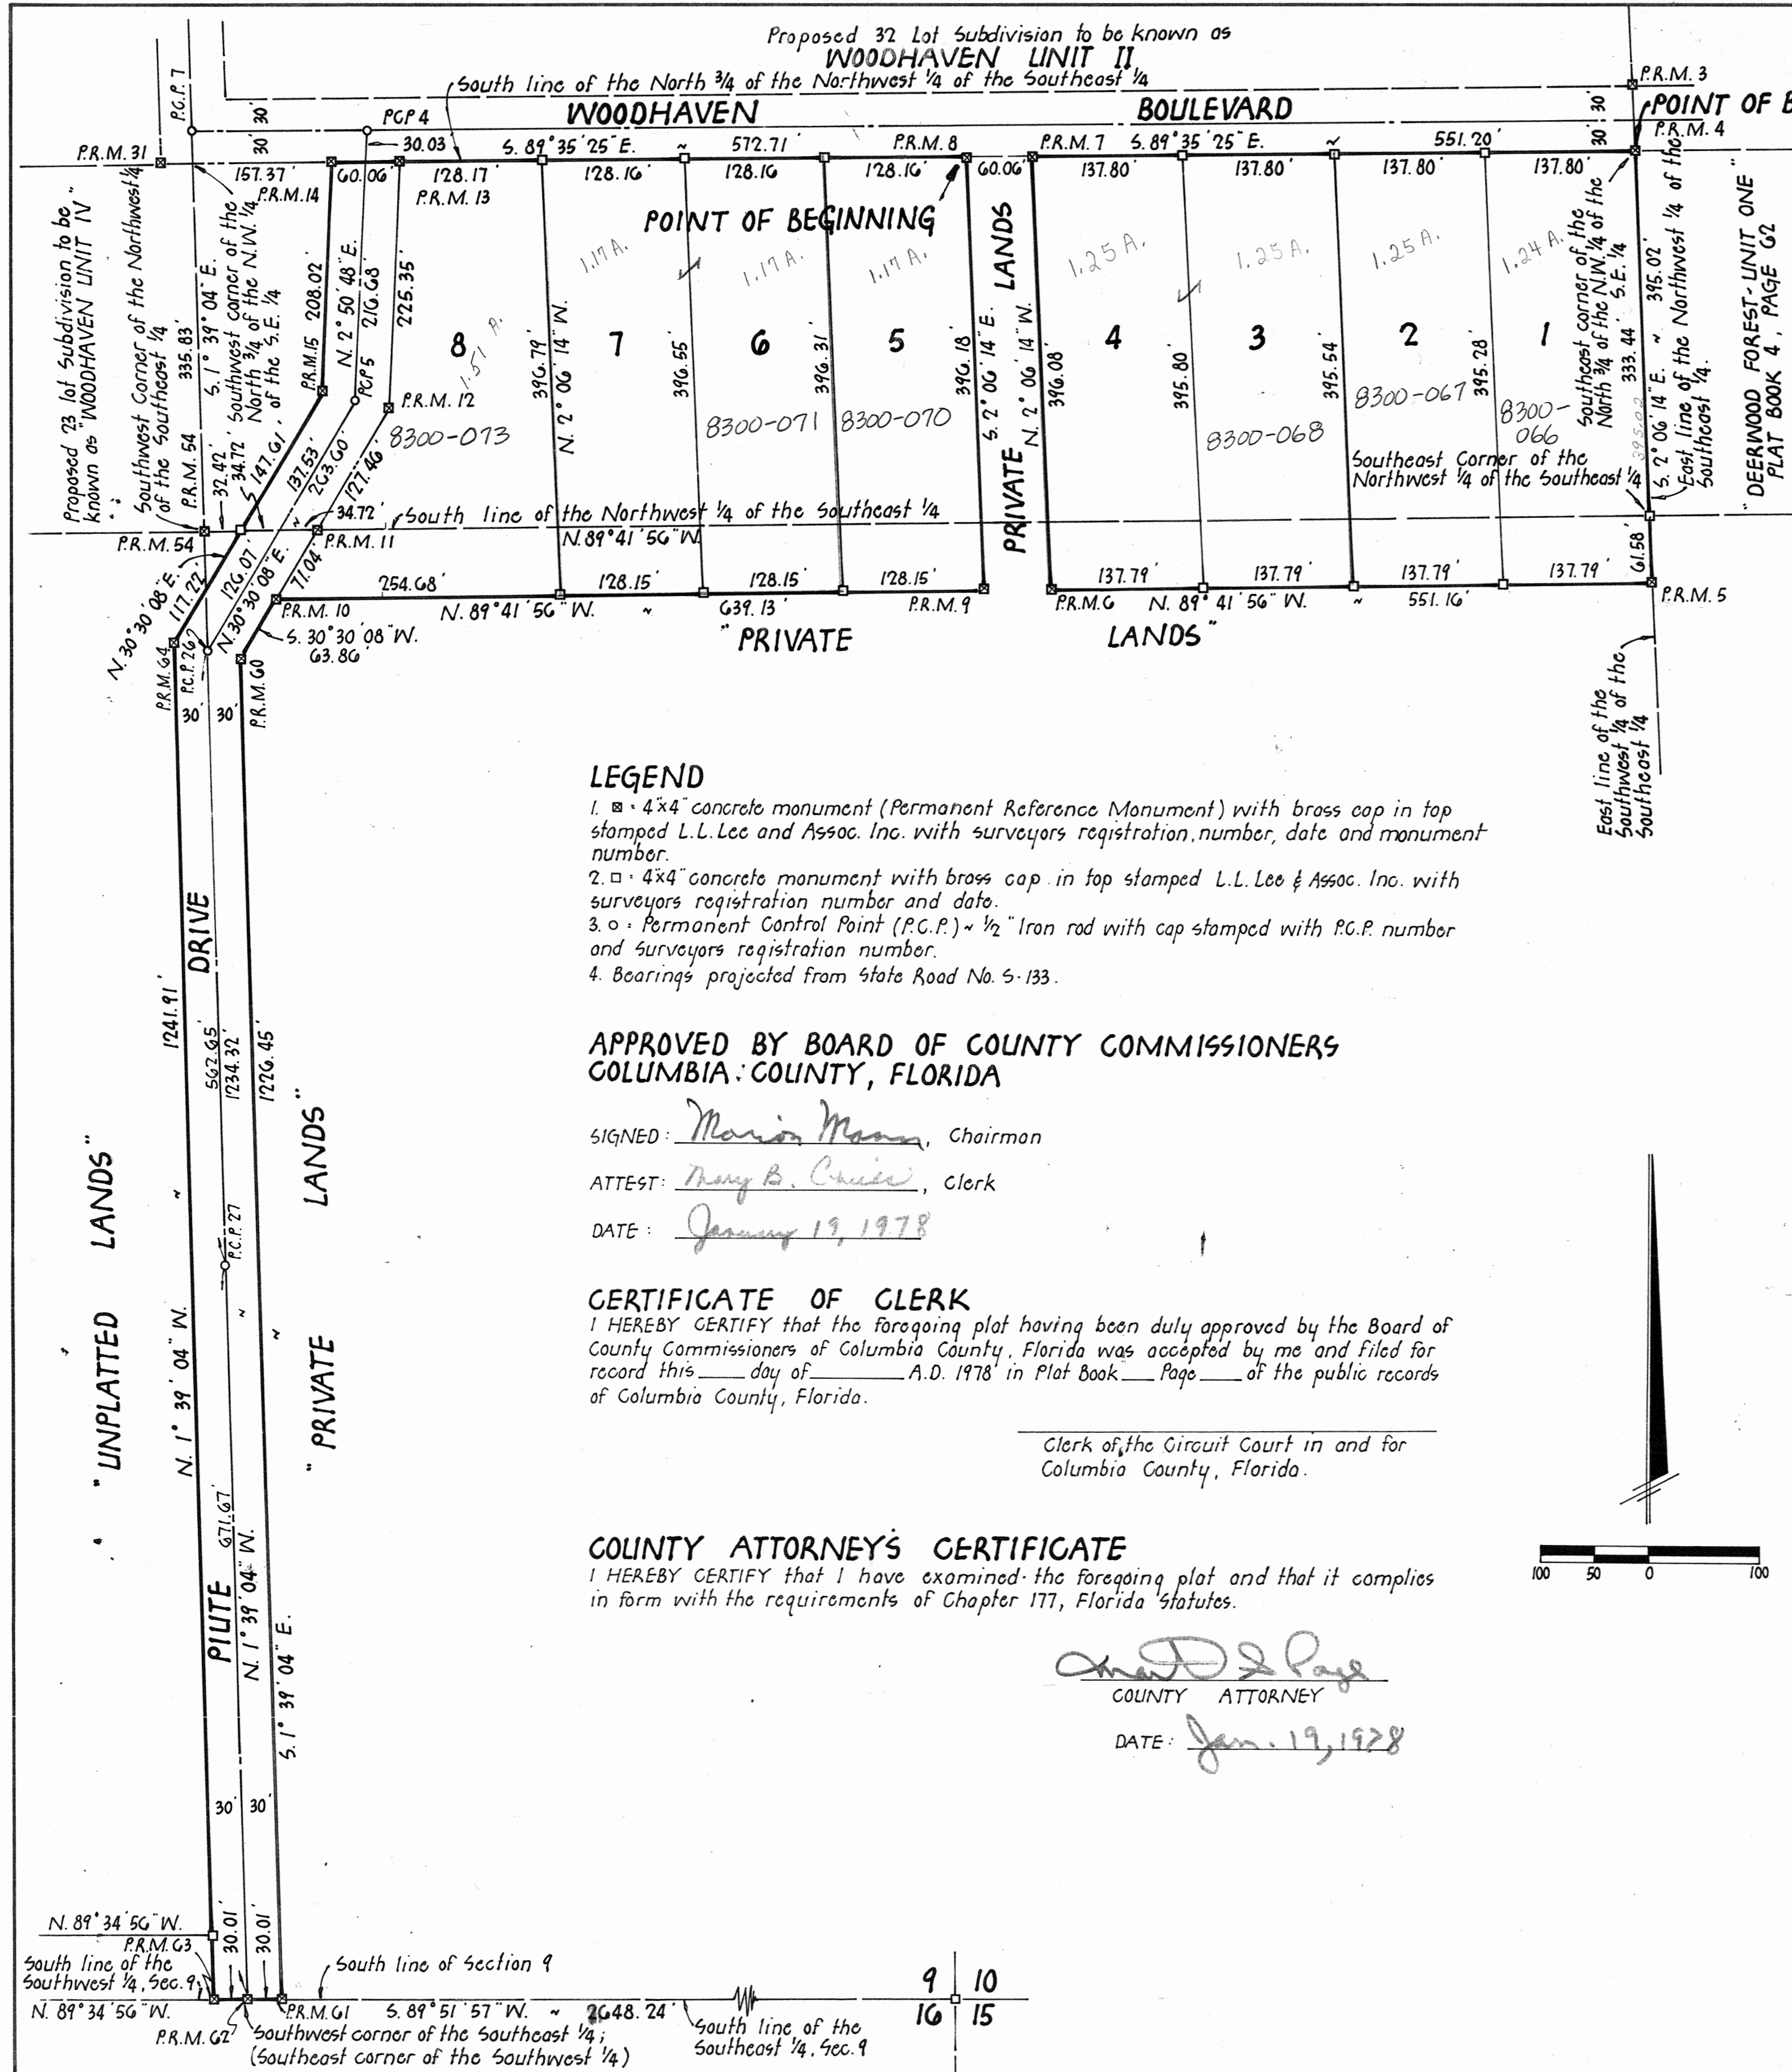 Proposed 32 Lot Subdivision to be known as
WOODHAVEN UNIT II
South line of the North 3/4 of the Northwest 1/4 of the Southeast 1/4
WOODHAVEN BOULEVARD
P.C.P. 7
30'
30'
PCP 4
30.03
S. 89° 35' 25" E. ~ 572.71'
P.R.M. 8
P.R.M. 7
S. 89° 35' 25" E. ~ 551.20'
30'
30'
P.R.M. 3
POINT OF B
P.R.M. 4
P.R.M. 31
157.37'
P.R.M. 14
60.06'
128.17'
P.R.M. 13
128.16'
128.16
128.16'
60.06'
137.80'
137.80'
137.80'
137.80'
POINT OF BEGINNING
Proposed 23 lot Subdivision to be
known as "WOODHAVEN UNIT IV"
Southwest Corner of the Northwest 1/4
of the Southeast 1/4
P.R.M. 54
335.83'
S. 1° 39' 04" E.
32.42'
34.72'
Southwest corner of the
North 3/4 of the N.W. 1/4
of the S.E. 1/4
P.R.M. 15
208.02'
N. 2° 50' 48" E.
216.68'
PCP 5
225.35'
P.R.M. 12
147.61'
137.53'
263.60'
127.46'
8
1.51 A.
8300-073
396.79'
N. 2° 06' 14" W.
1.17 A.
7
396.55'
1.17 A.
6
8300-071
396.31'
1.17 A.
5
8300-070
396.18'
S. 2° 06' 14" E.
PRIVATE LANDS
N. 2° 06' 14" W.
396.08'
1.25 A.
4
395.80'
1.25 A.
3
8300-068
395.54'
1.25 A.
2
8300-067
395.28'
1.24 A.
1
8300-
066
Southeast corner of the
North 3/4 of the N.W. 1/4 of the
S.E. 1/4
333.44'
395.02
S. 2° 06' 14" E. ~ 395.02'
East line of the Northwest 1/4 of the
Southeast 1/4.
"DEERWOOD FOREST-UNIT ONE"
PLAT BOOK 4, PAGE 62
Southeast Corner of the
Northwest 1/4 of the Southeast 1/4
34.72'
South line of the Northwest 1/4 of the Southeast 1/4
N. 89° 41' 56" W.
P.R.M. 54
P.R.M. 11
N. 30° 30' 08" E.
117.22'
126.07'
N. 30° 30' 08" E.
71.04'
61.58'
254.68'
128.15'
128.15'
128.15'
137.79'
137.79'
137.79'
137.79'
P.R.M. 10
N. 89° 41' 56" W. ~ 639.13'
P.R.M. 9
P.R.M. 6
N. 89° 41' 56" W. ~ 551.16'
P.R.M. 5
S. 30° 30' 08" W.
63.86'
"PRIVATE LANDS"
P.R.M. 64
P.C.P. 26
P.R.M. 60
30'
30'
East line of the
Southwest 1/4 of the
Southeast 1/4
LEGEND
1. ⊠ = 4"x4" concrete monument (Permanent Reference Monument) with brass cap in top
stamped L.L. Lee and Assoc. Inc. with surveyors registration, number, date and monument
number.
2. □ = 4"x4" concrete monument with brass cap in top stamped L.L. Lee & Assoc. Inc. with
surveyors registration number and date.
3. ○ = Permanent Control Point (P.C.P.) ~ 1/2" Iron rod with cap stamped with P.C.P. number
and surveyors registration number.
4. Bearings projected from State Road No. S-133.
APPROVED BY BOARD OF COUNTY COMMISSIONERS
COLUMBIA COUNTY, FLORIDA
SIGNED: Marion Mann, Chairman
ATTEST: Mary B. , Clerk
DATE: January 19, 1978
CERTIFICATE OF CLERK
I HEREBY CERTIFY that the foregoing plat having been duly approved by the Board of
County Commissioners of Columbia County, Florida was accepted by me and filed for
record this ____ day of ________ A.D. 1978 in Plat Book ___ Page ___ of the public records
of Columbia County, Florida.
Clerk of the Circuit Court in and for
Columbia County, Florida.
COUNTY ATTORNEY'S CERTIFICATE
I HEREBY CERTIFY that I have examined the foregoing plat and that it complies
in form with the requirements of Chapter 177, Florida Statutes.
COUNTY ATTORNEY
DATE: Jan. 19, 1978
100 50 0 100
"UNPLATTED LANDS"
1241.91'
~
N. 1° 39' 04" W.
PIUTE DRIVE
562.65'
1234.32'
1226.45'
P.C.P. 27
~
~
671.67'
N. 1° 39' 04" W.
S. 1° 39' 04" E.
"PRIVATE LANDS"
30'
30'
N. 89° 34' 56" W.
P.R.M. 63
30.01'
30.01'
South line of the
Southwest 1/4, Sec. 9
South line of Section 9
N. 89° 34' 56" W.
P.R.M. 62
P.R.M. 61
S. 89° 51' 57" W. ~ 2648.24'
Southwest corner of the Southeast 1/4;
(Southeast corner of the Southwest 1/4)
South line of the
Southeast 1/4, Sec. 9
9 10
16 15